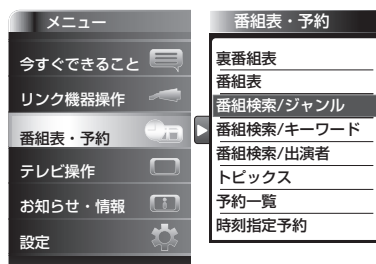 メニュー
今すぐできること
リンク機器操作
番組表・予約
テレビ操作
お知らせ・情報
設定
番組表・予約
裏番組表
番組表
番組検索/ジャンル
番組検索/キーワード
番組検索/出演者
トピックス
予約一覧
時刻指定予約